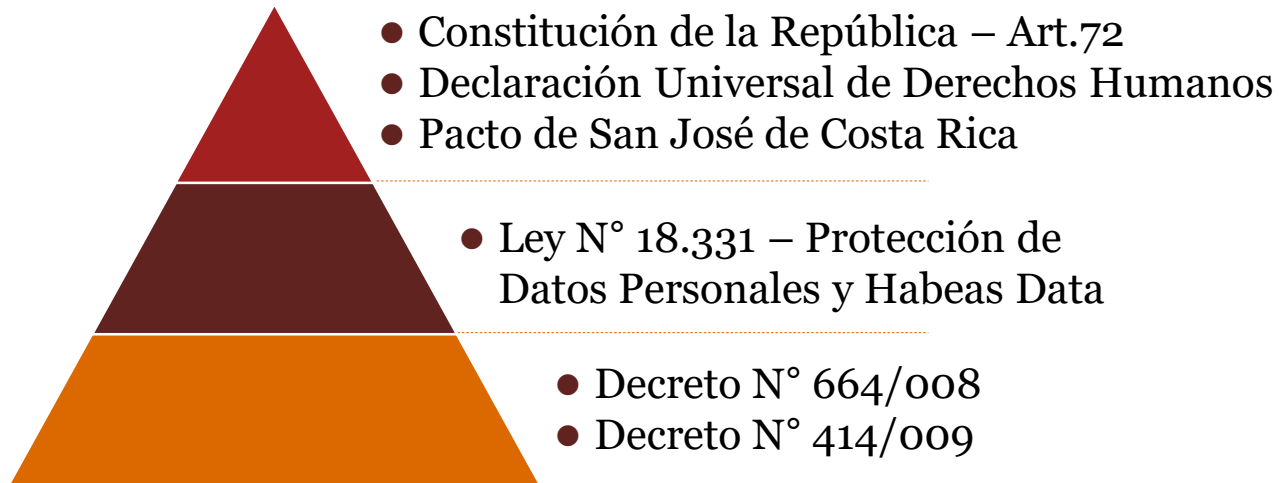 ● Constitución de la República – Art.72
● Declaración Universal de Derechos Humanos
● Pacto de San José de Costa Rica
● Ley N° 18.331 – Protección de
Datos Personales y Habeas Data
● Decreto N° 664/008
● Decreto N° 414/009